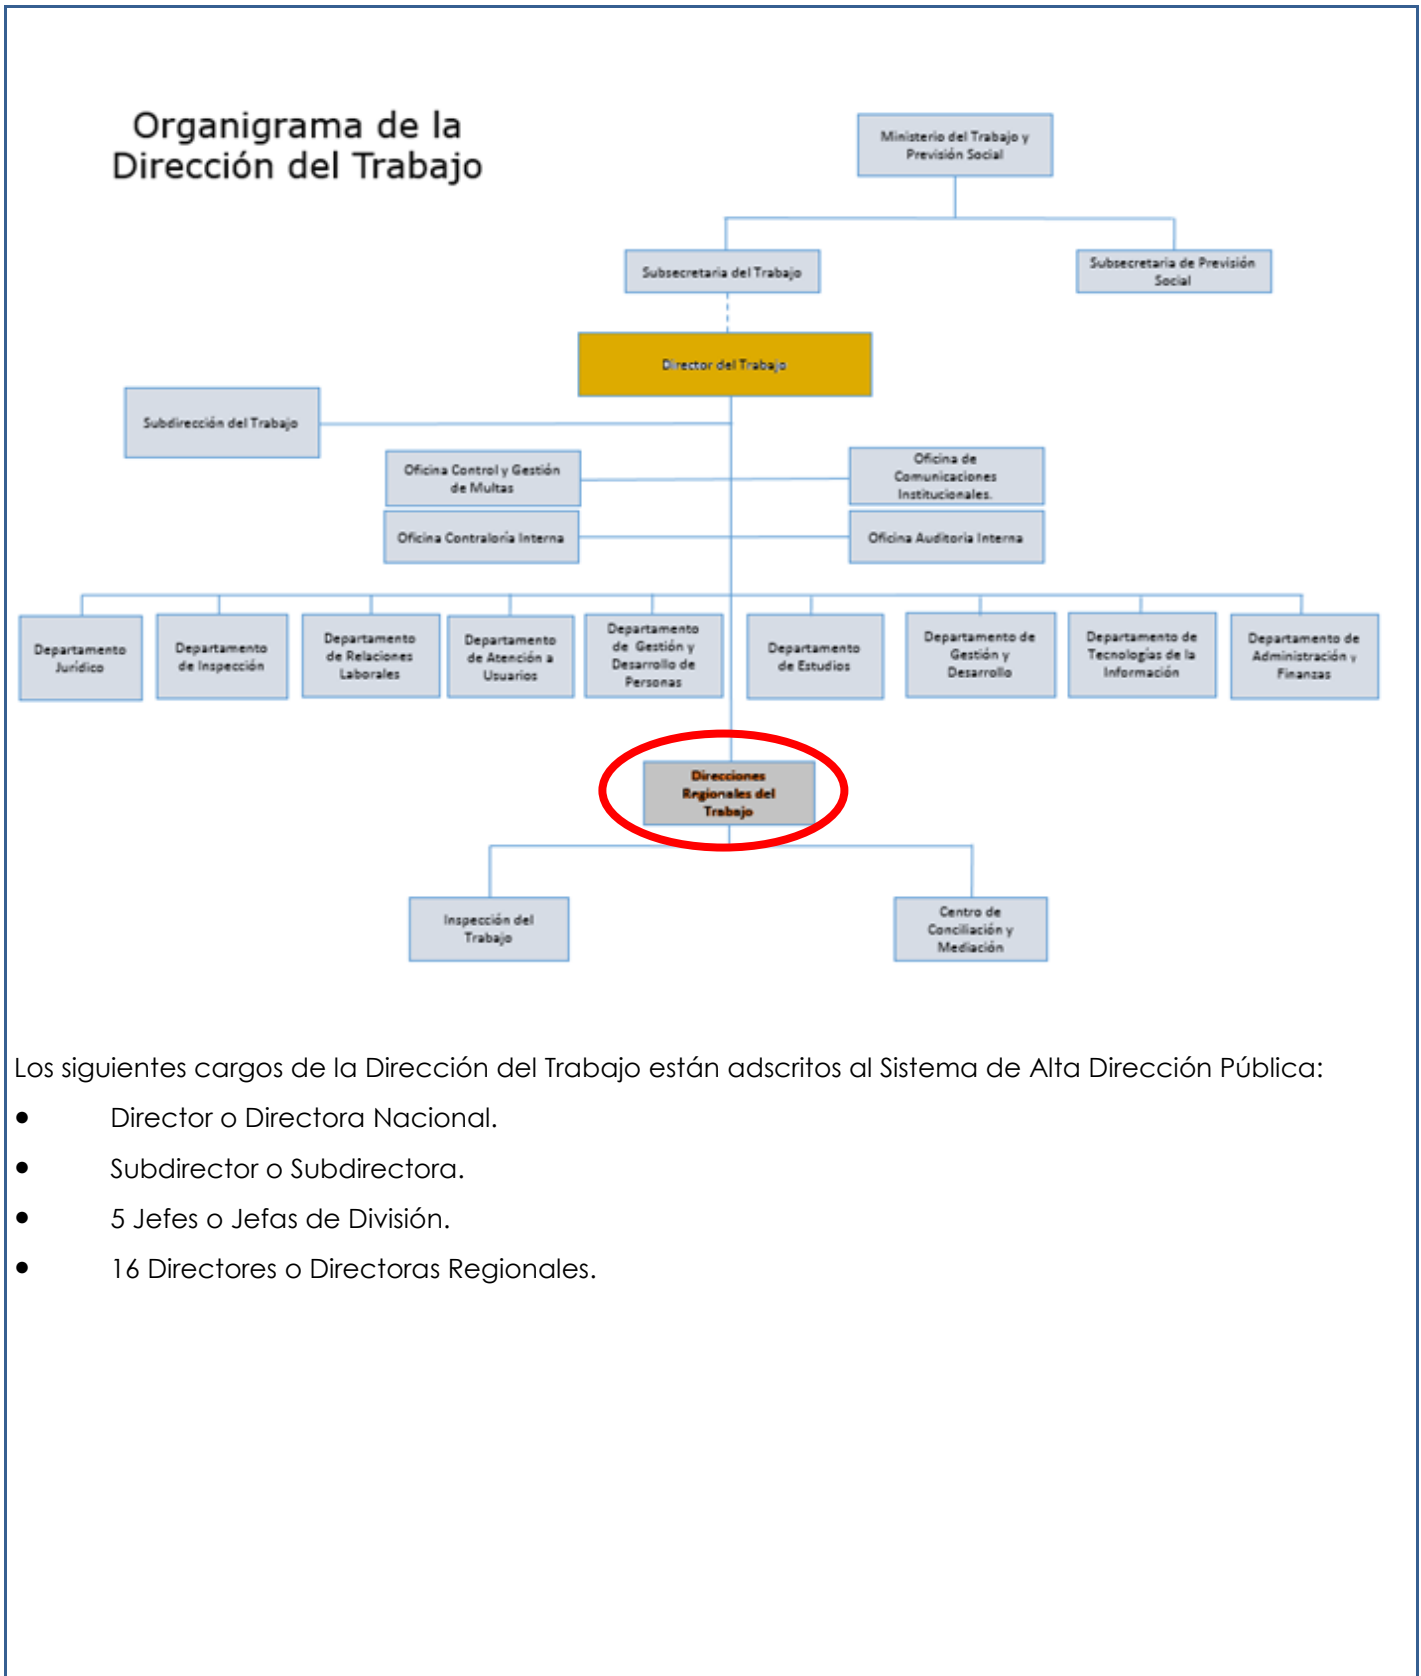 Organigrama de la
Dirección del Trabajo
Ministerio del Trabajo y
Previsión Social
Subsecretaria del Trabajo
Subsecretaria de Previsión
Social
Director del Trabajo
Subdirección del Trabajo
Oficina Control y Gestión
de Multas
Oficina de
Comunicaciones
Institucionales.
Oficina Contraloría Interna
Oficina Auditoria Interna
Departamento
Jurídico
Departamento
de Inspección
Departamento
de Relaciones
Laborales
Departamento
de Atención a
Usuarios
Departamento
de Gestión y
Desarrollo de
Personas
Departamento
de Estudios
Departamento de
Gestión y
Desarrollo
Departamento de
Tecnologías de la
Información
Departamento de
Administración y
Finanzas
Direcciones
Regionales del
Trabajo
Inspección del
Trabajo
Centro de
Conciliación y
Mediación
Los siguientes cargos de la Dirección del Trabajo están adscritos al Sistema de Alta Dirección Pública:
● Director o Directora Nacional.
● Subdirector o Subdirectora.
● 5 Jefes o Jefas de División.
● 16 Directores o Directoras Regionales.